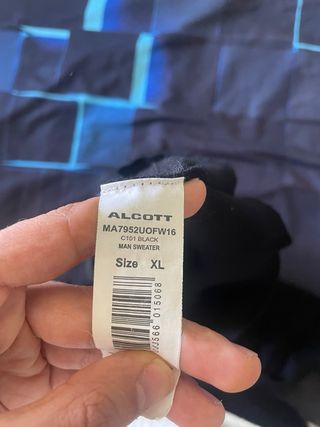 ALCOTT
MA7952UOFW16
C101 BLACK
MAN SWEATER
Size XL
015068